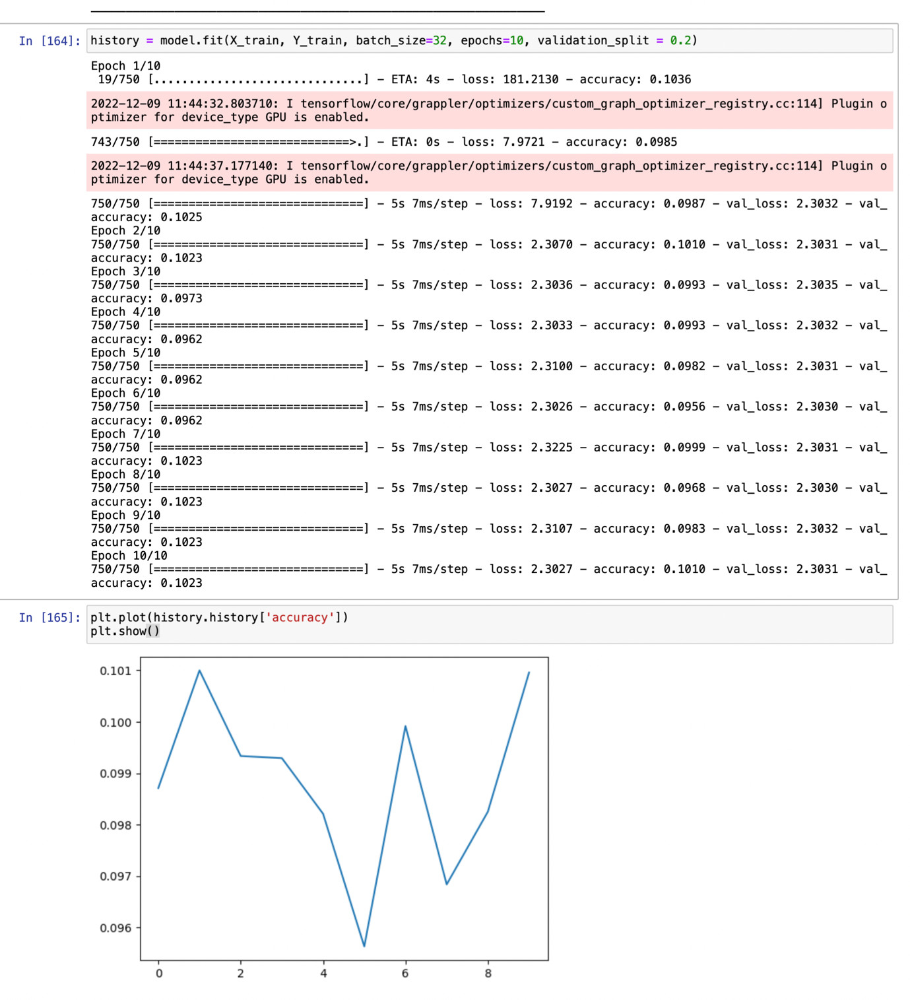 In [164]: history = model.fit(X_train, Y_train, batch_size=32, epochs=10, validation_split = 0.2)
Epoch 1/10
 19/750 [..............................] - ETA: 4s - loss: 181.2130 - accuracy: 0.1036
2022-12-09 11:44:32.803710: I tensorflow/core/grappler/optimizers/custom_graph_optimizer_registry.cc:114] Plugin o
ptimizer for device_type GPU is enabled.
743/750 [============================>.] - ETA: 0s - loss: 7.9721 - accuracy: 0.0985
2022-12-09 11:44:37.177140: I tensorflow/core/grappler/optimizers/custom_graph_optimizer_registry.cc:114] Plugin o
ptimizer for device_type GPU is enabled.
750/750 [==============================] - 5s 7ms/step - loss: 7.9192 - accuracy: 0.0987 - val_loss: 2.3032 - val_
accuracy: 0.1025
Epoch 2/10
750/750 [==============================] - 5s 7ms/step - loss: 2.3070 - accuracy: 0.1010 - val_loss: 2.3031 - val_
accuracy: 0.1023
Epoch 3/10
750/750 [==============================] - 5s 7ms/step - loss: 2.3036 - accuracy: 0.0993 - val_loss: 2.3035 - val_
accuracy: 0.0973
Epoch 4/10
750/750 [==============================] - 5s 7ms/step - loss: 2.3033 - accuracy: 0.0993 - val_loss: 2.3032 - val_
accuracy: 0.0962
Epoch 5/10
750/750 [==============================] - 5s 7ms/step - loss: 2.3100 - accuracy: 0.0982 - val_loss: 2.3031 - val_
accuracy: 0.0962
Epoch 6/10
750/750 [==============================] - 5s 7ms/step - loss: 2.3026 - accuracy: 0.0956 - val_loss: 2.3030 - val_
accuracy: 0.0962
Epoch 7/10
750/750 [==============================] - 5s 7ms/step - loss: 2.3225 - accuracy: 0.0999 - val_loss: 2.3031 - val_
accuracy: 0.1023
Epoch 8/10
750/750 [==============================] - 5s 7ms/step - loss: 2.3027 - accuracy: 0.0968 - val_loss: 2.3030 - val_
accuracy: 0.1023
Epoch 9/10
750/750 [==============================] - 5s 7ms/step - loss: 2.3107 - accuracy: 0.0983 - val_loss: 2.3032 - val_
accuracy: 0.1023
Epoch 10/10
750/750 [==============================] - 5s 7ms/step - loss: 2.3027 - accuracy: 0.1010 - val_loss: 2.3031 - val_
accuracy: 0.1023
In [165]: plt.plot(history.history['accuracy'])
plt.show()
0.101
0.100
0.099
0.098
0.097
0.096
0 2 4 6 8